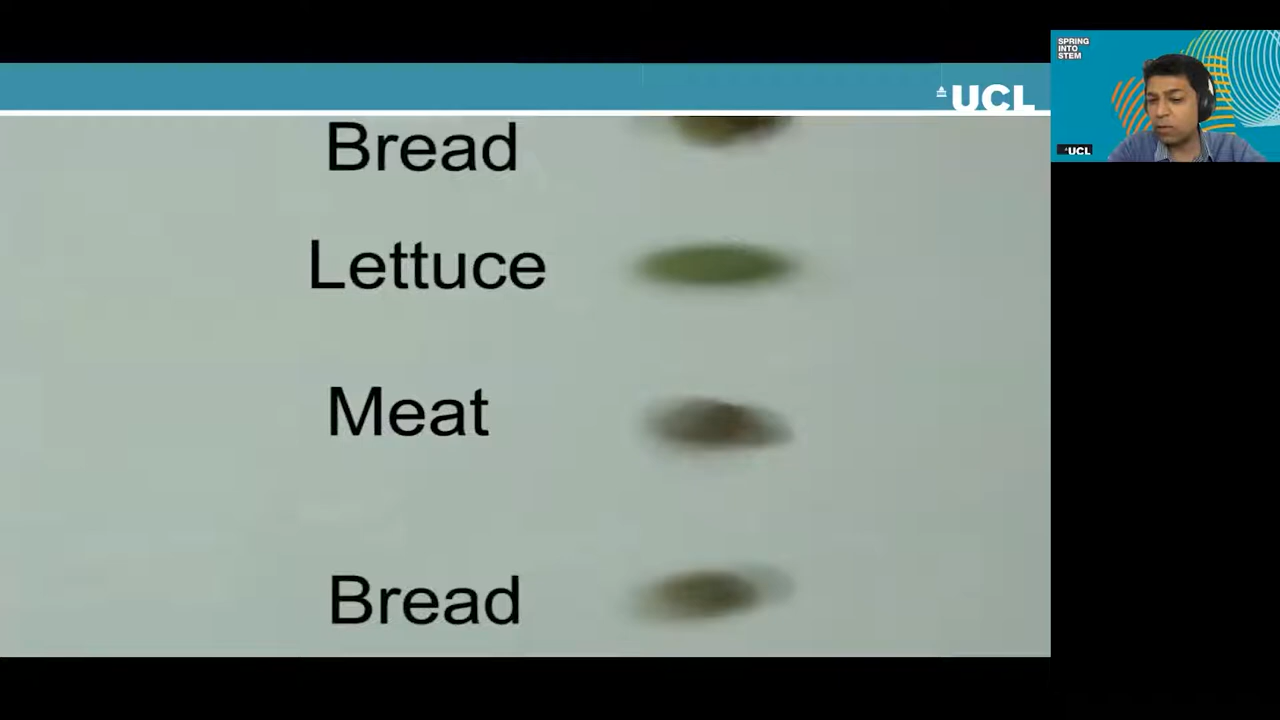 UCL
SPRING
INTO
STEM
UCL
Bread
Lettuce
Meat
Bread